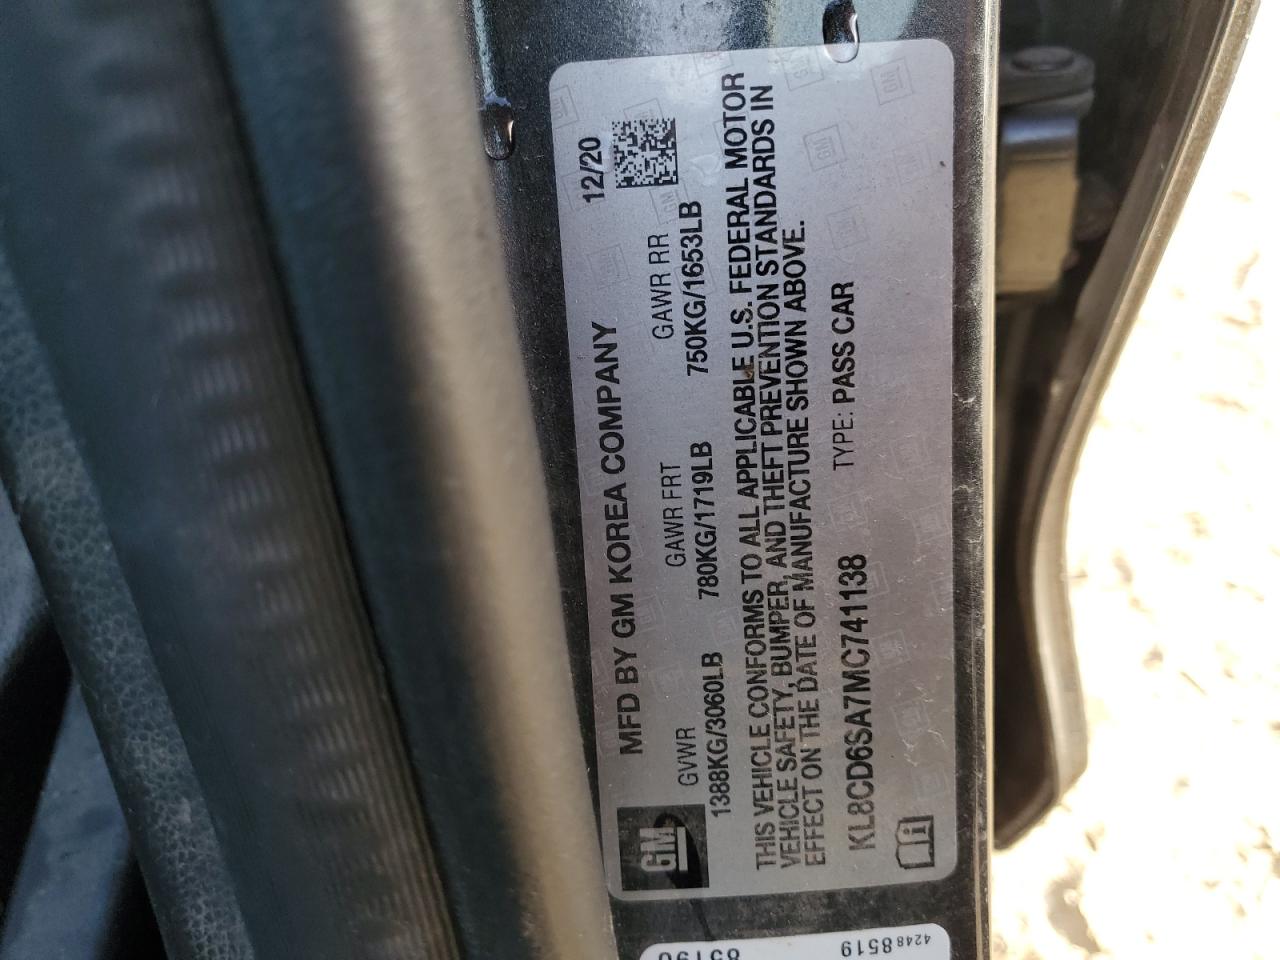 MFD BY GM KOREA COMPANY 12/20
GVWR GAWR FRT GAWR RR
1388KG/3060LB 780KG/1719LB 750KG/1653LB
THIS VEHICLE CONFORMS TO ALL APPLICABLE U.S. FEDERAL MOTOR
VEHICLE SAFETY, BUMPER, AND THEFT PREVENTION STANDARDS IN
EFFECT ON THE DATE OF MANUFACTURE SHOWN ABOVE.
KL8CD6SA7MC741138 TYPE: PASS CAR
GM
42488519